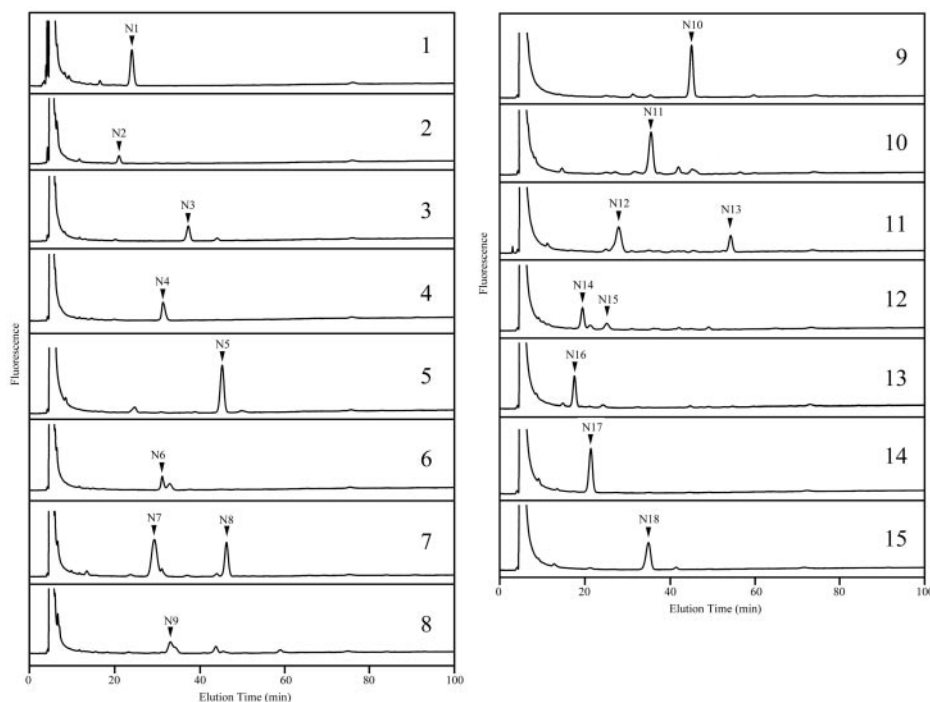 N1
1
N2
2
N3
3
N4
4
N5
5
N6
6
N7
N8
7
N9
8
Fluorescence
0 20 40 60 80 100
Elution Time (min)
N10
9
N11
10
N12
N13
11
N14
N15
12
N16
13
N17
14
N18
15
Fluorescence
0 20 40 60 80 100
Elution Time (min)